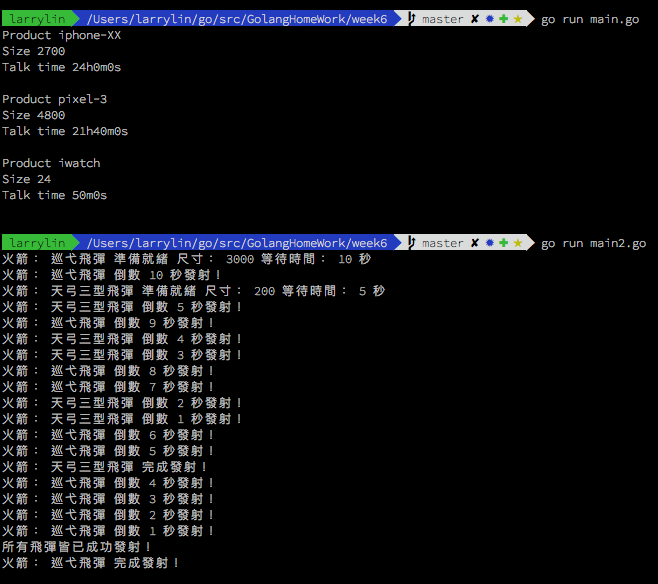 larrylin /Users/larrylin/go/src/GolangHomeWork/week6 master ✘ ✹ ✚ ★ go run main.go
Product iphone-XX
Size 2700
Talk time 24h0m0s
Product pixel-3
Size 4800
Talk time 21h40m0s
Product iwatch
Size 24
Talk time 50m0s
larrylin /Users/larrylin/go/src/GolangHomeWork/week6 master ✘ ✹ ✚ ★ go run main2.go
火箭： 巡弋飛彈 準備就緒 尺寸： 3000 等待時間： 10 秒
火箭： 巡弋飛彈 倒數 10 秒發射！
火箭： 天弓三型飛彈 準備就緒 尺寸： 200 等待時間： 5 秒
火箭： 天弓三型飛彈 倒數 5 秒發射！
火箭： 巡弋飛彈 倒數 9 秒發射！
火箭： 天弓三型飛彈 倒數 4 秒發射！
火箭： 天弓三型飛彈 倒數 3 秒發射！
火箭： 巡弋飛彈 倒數 8 秒發射！
火箭： 巡弋飛彈 倒數 7 秒發射！
火箭： 天弓三型飛彈 倒數 2 秒發射！
火箭： 天弓三型飛彈 倒數 1 秒發射！
火箭： 巡弋飛彈 倒數 6 秒發射！
火箭： 巡弋飛彈 倒數 5 秒發射！
火箭： 天弓三型飛彈 完成發射！
火箭： 巡弋飛彈 倒數 4 秒發射！
火箭： 巡弋飛彈 倒數 3 秒發射！
火箭： 巡弋飛彈 倒數 2 秒發射！
火箭： 巡弋飛彈 倒數 1 秒發射！
所有飛彈皆已成功發射！
火箭： 巡弋飛彈 完成發射！